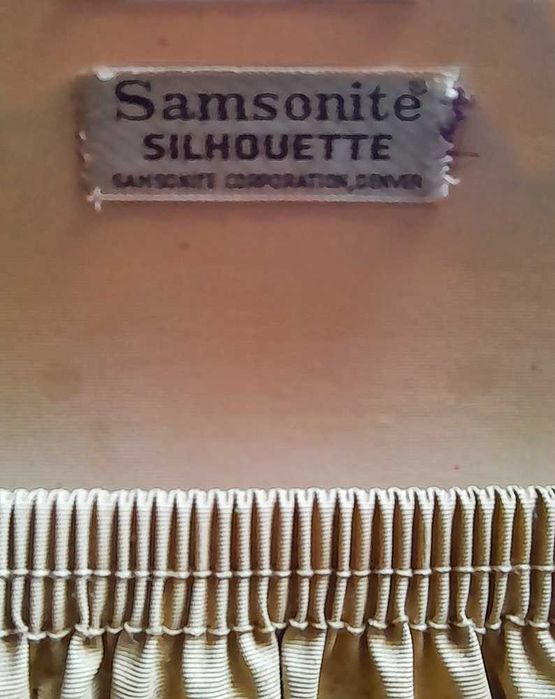 Samsonite®
SILHOUETTE
SAMSONITE CORPORATION, DENVER